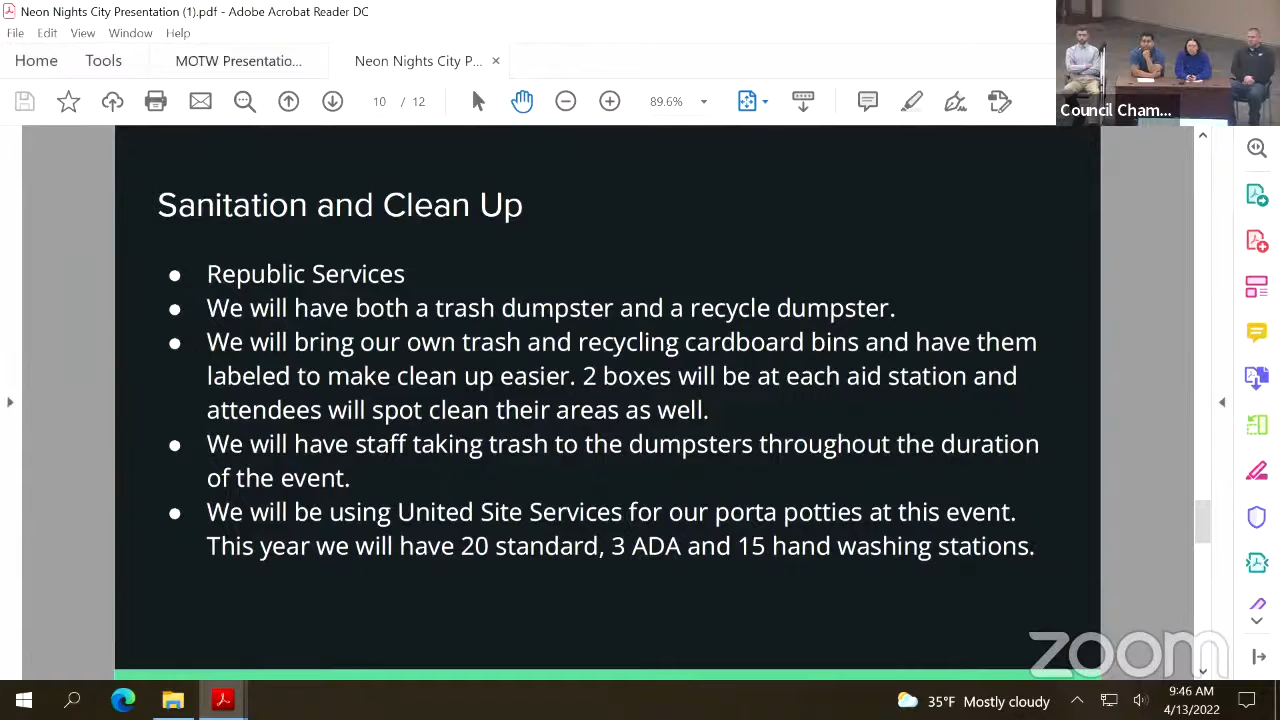 Neon Nights City Presentation (1).pdf - Adobe Acrobat Reader DC
File Edit View Window Help
Home Tools MOTW Presentatio... Neon Nights City P... ×
10 / 12 89.6%
Council Cham...
Sanitation and Clean Up
● Republic Services
● We will have both a trash dumpster and a recycle dumpster.
● We will bring our own trash and recycling cardboard bins and have them
labeled to make clean up easier. 2 boxes will be at each aid station and
attendees will spot clean their areas as well.
● We will have staff taking trash to the dumpsters throughout the duration
of the event.
● We will be using United Site Services for our porta potties at this event.
This year we will have 20 standard, 3 ADA and 15 hand washing stations.
zoom
35°F Mostly cloudy
9:46 AM
4/13/2022